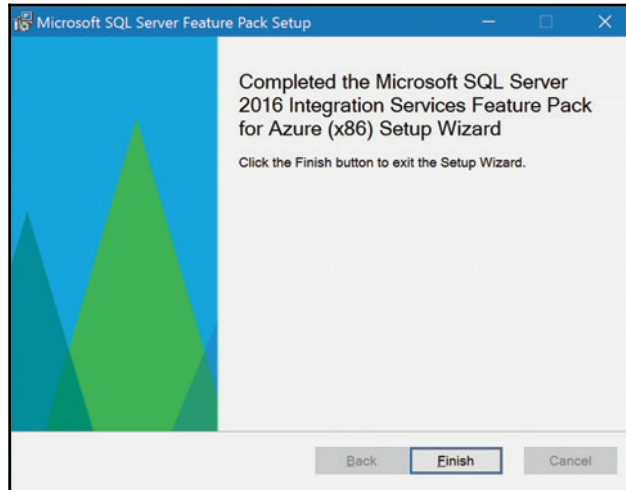 Microsoft SQL Server Feature Pack Setup
Completed the Microsoft SQL Server
2016 Integration Services Feature Pack
for Azure (x86) Setup Wizard
Click the Finish button to exit the Setup Wizard.
Back Finish Cancel